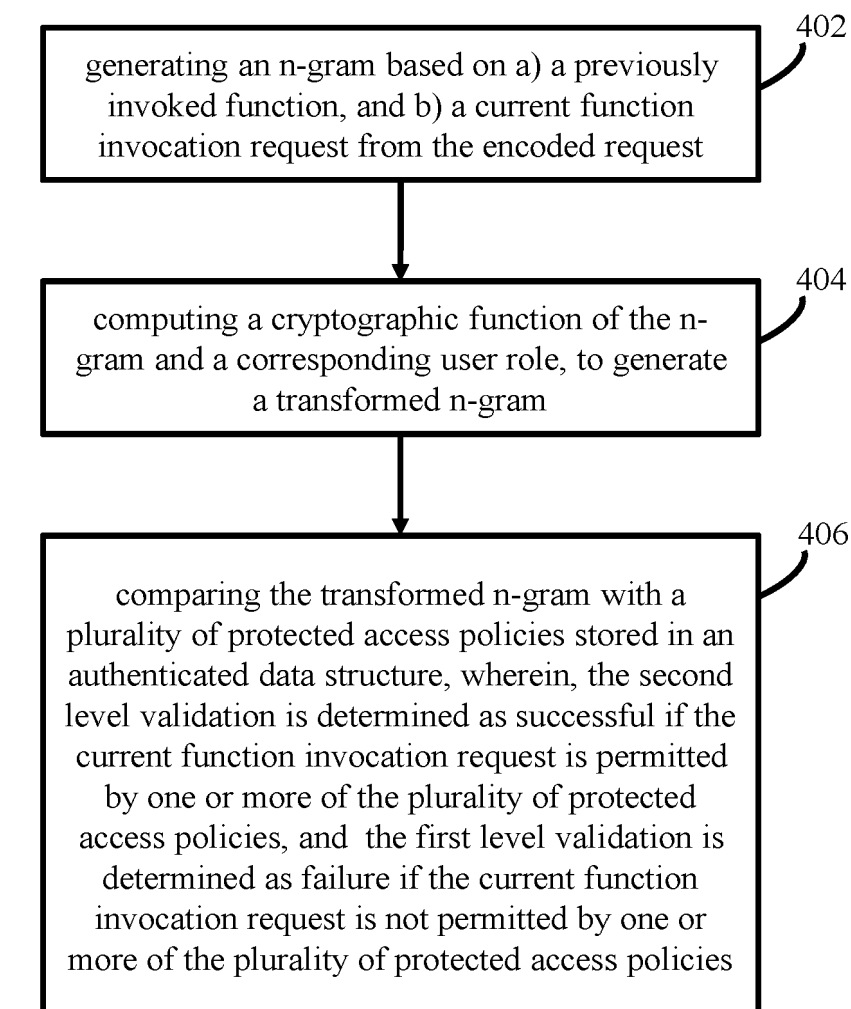 402
generating an n-gram based on a) a previously
invoked function, and b) a current function
invocation request from the encoded request
404
computing a cryptographic function of the n-
gram and a corresponding user role, to generate
a transformed n-gram
406
comparing the transformed n-gram with a
plurality of protected access policies stored in an
authenticated data structure, wherein, the second
level validation is determined as successful if the
current function invocation request is permitted
by one or more of the plurality of protected
access policies, and the first level validation is
determined as failure if the current function
invocation request is not permitted by one or
more of the plurality of protected access policies